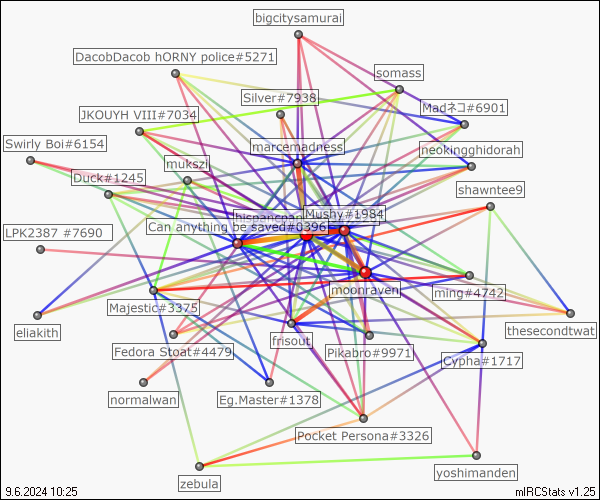 bigcitysamurai
DacobDacob hORNY police#5271
somass
Silver#7938
Madネコ#6901
JKOUYH VIII#7034
marcemadness
Swirly Boi#6154
neokingghidorah
mukszi
Duck#1245
shawntee9
Mushy#1984
Can anything be saved#0396
LPK2387 #7690
moonraven
ming#4742
Majestic#3375
eliakith
thesecondtwat
frisout
Fedora Stoat#4479
Pikabro#9971
Cypha#1717
normalwan
Eg.Master#1378
Pocket Persona#3326
yoshimanden
zebula
9.6.2024 10:25
mIRCStats v1.25